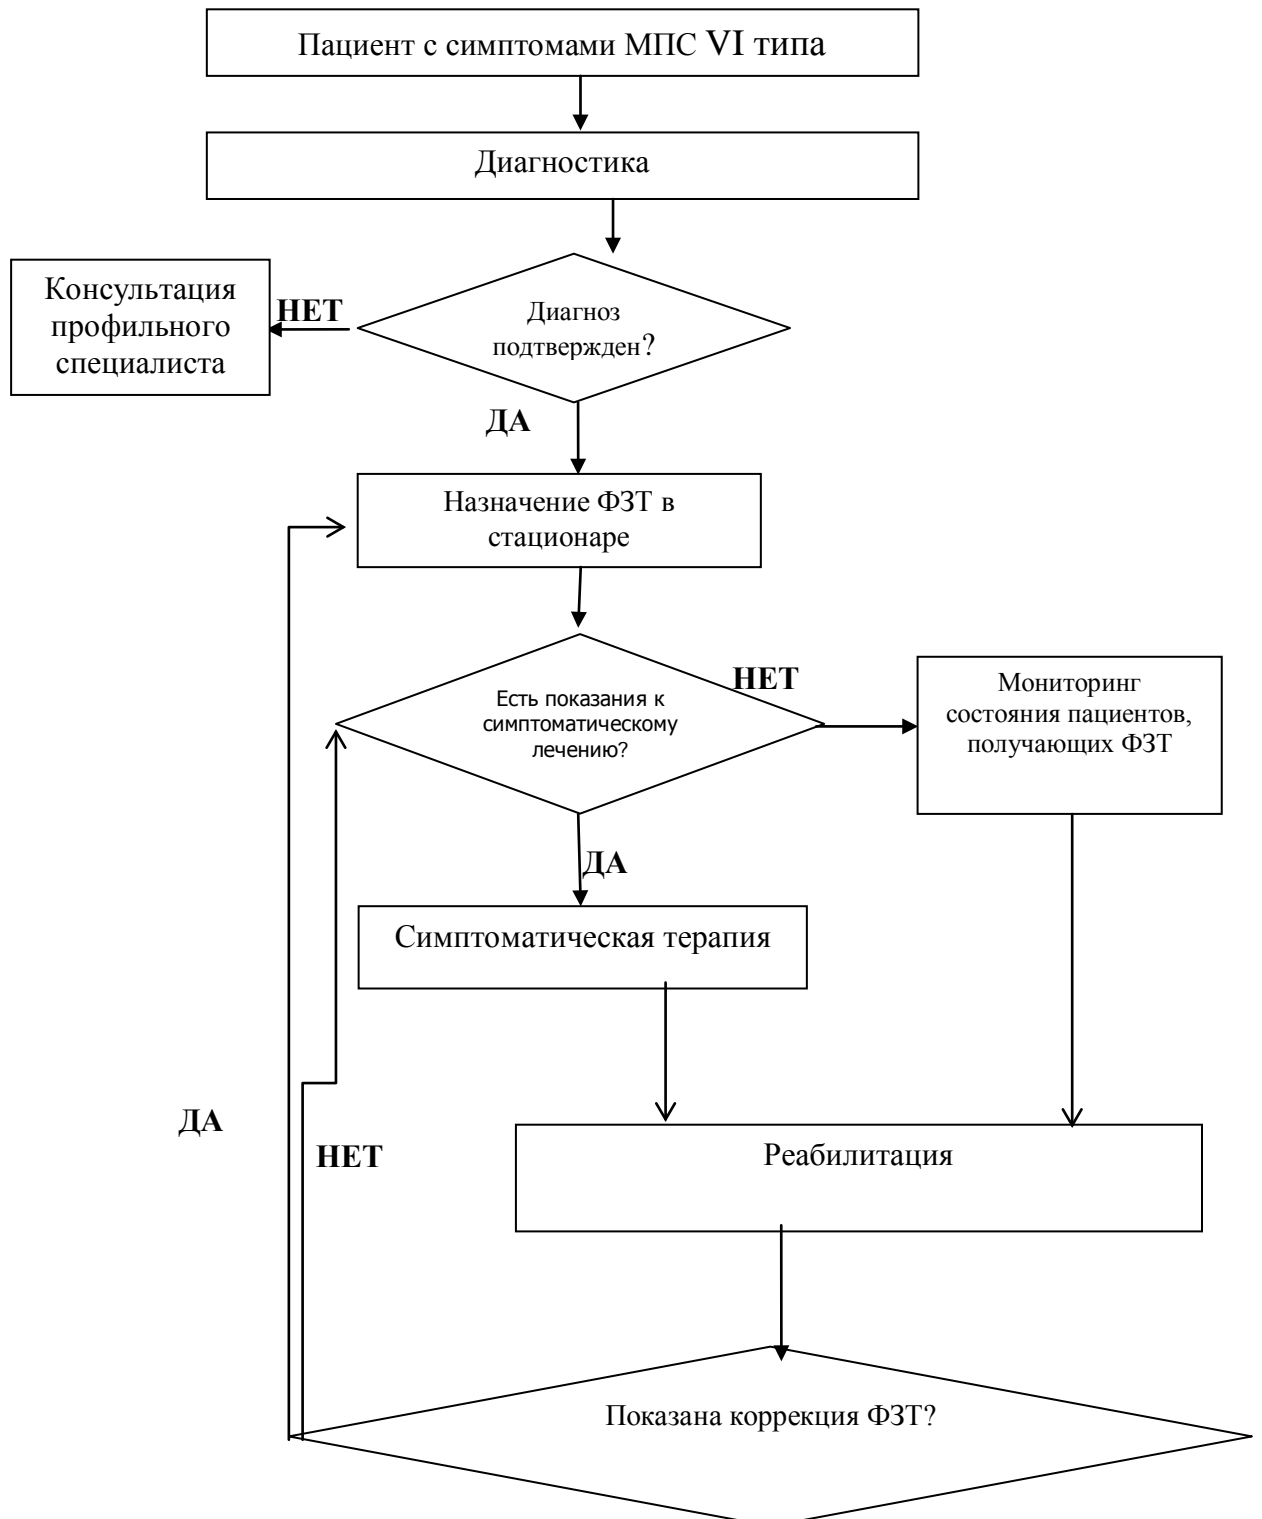 Пациент с симптомами МПС VI типа
Диагностика
Консультация
профильного
специалиста
НЕТ
Диагноз
подтвержден?
ДА
Назначение ФЗТ в
стационаре
Есть показания к
симптоматическому
лечению?
НЕТ
Мониторинг
состояния пациентов,
получающих ФЗТ
ДА
Симптоматическая терапия
ДА
НЕТ
Реабилитация
Показана коррекция ФЗТ?